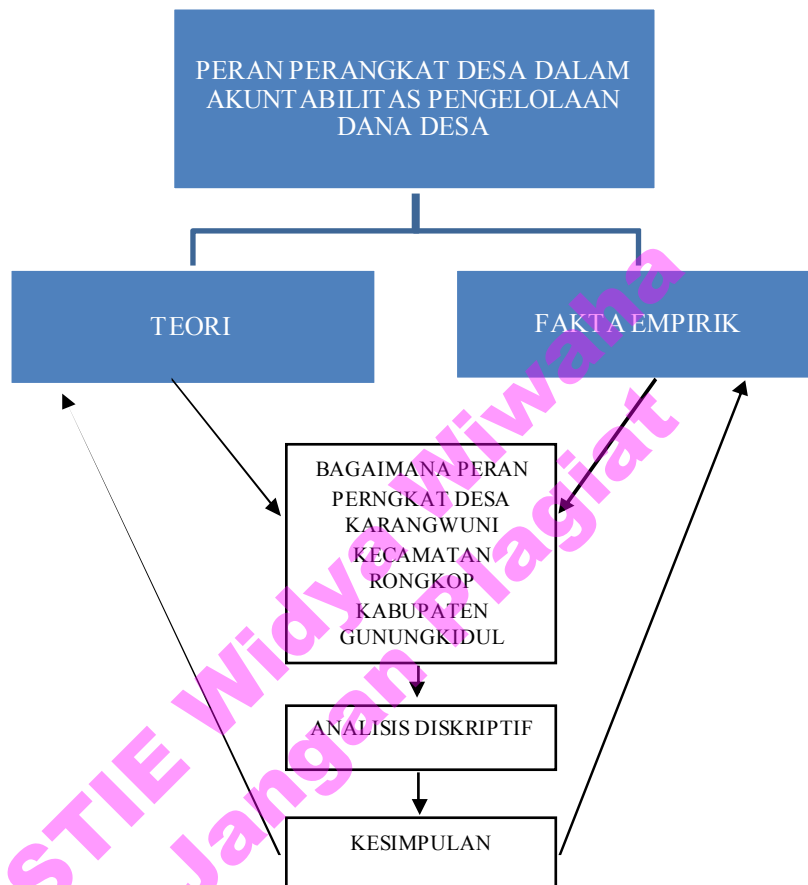 PERAN PERANGKAT DESA DALAM
AKUNTABILITAS PENGELOLAAN
DANA DESA
TEORI
FAKTA EMPIRIK
BAGAIMANA PERAN
PERNGKAT DESA
KARANGWUNI
KECAMATAN
RONGKOP
KABUPATEN
GUNUNGKIDUL
ANALISIS DISKRIPTIF
KESIMPULAN
STIE Widya Wiwaha
Jangan Plagiat